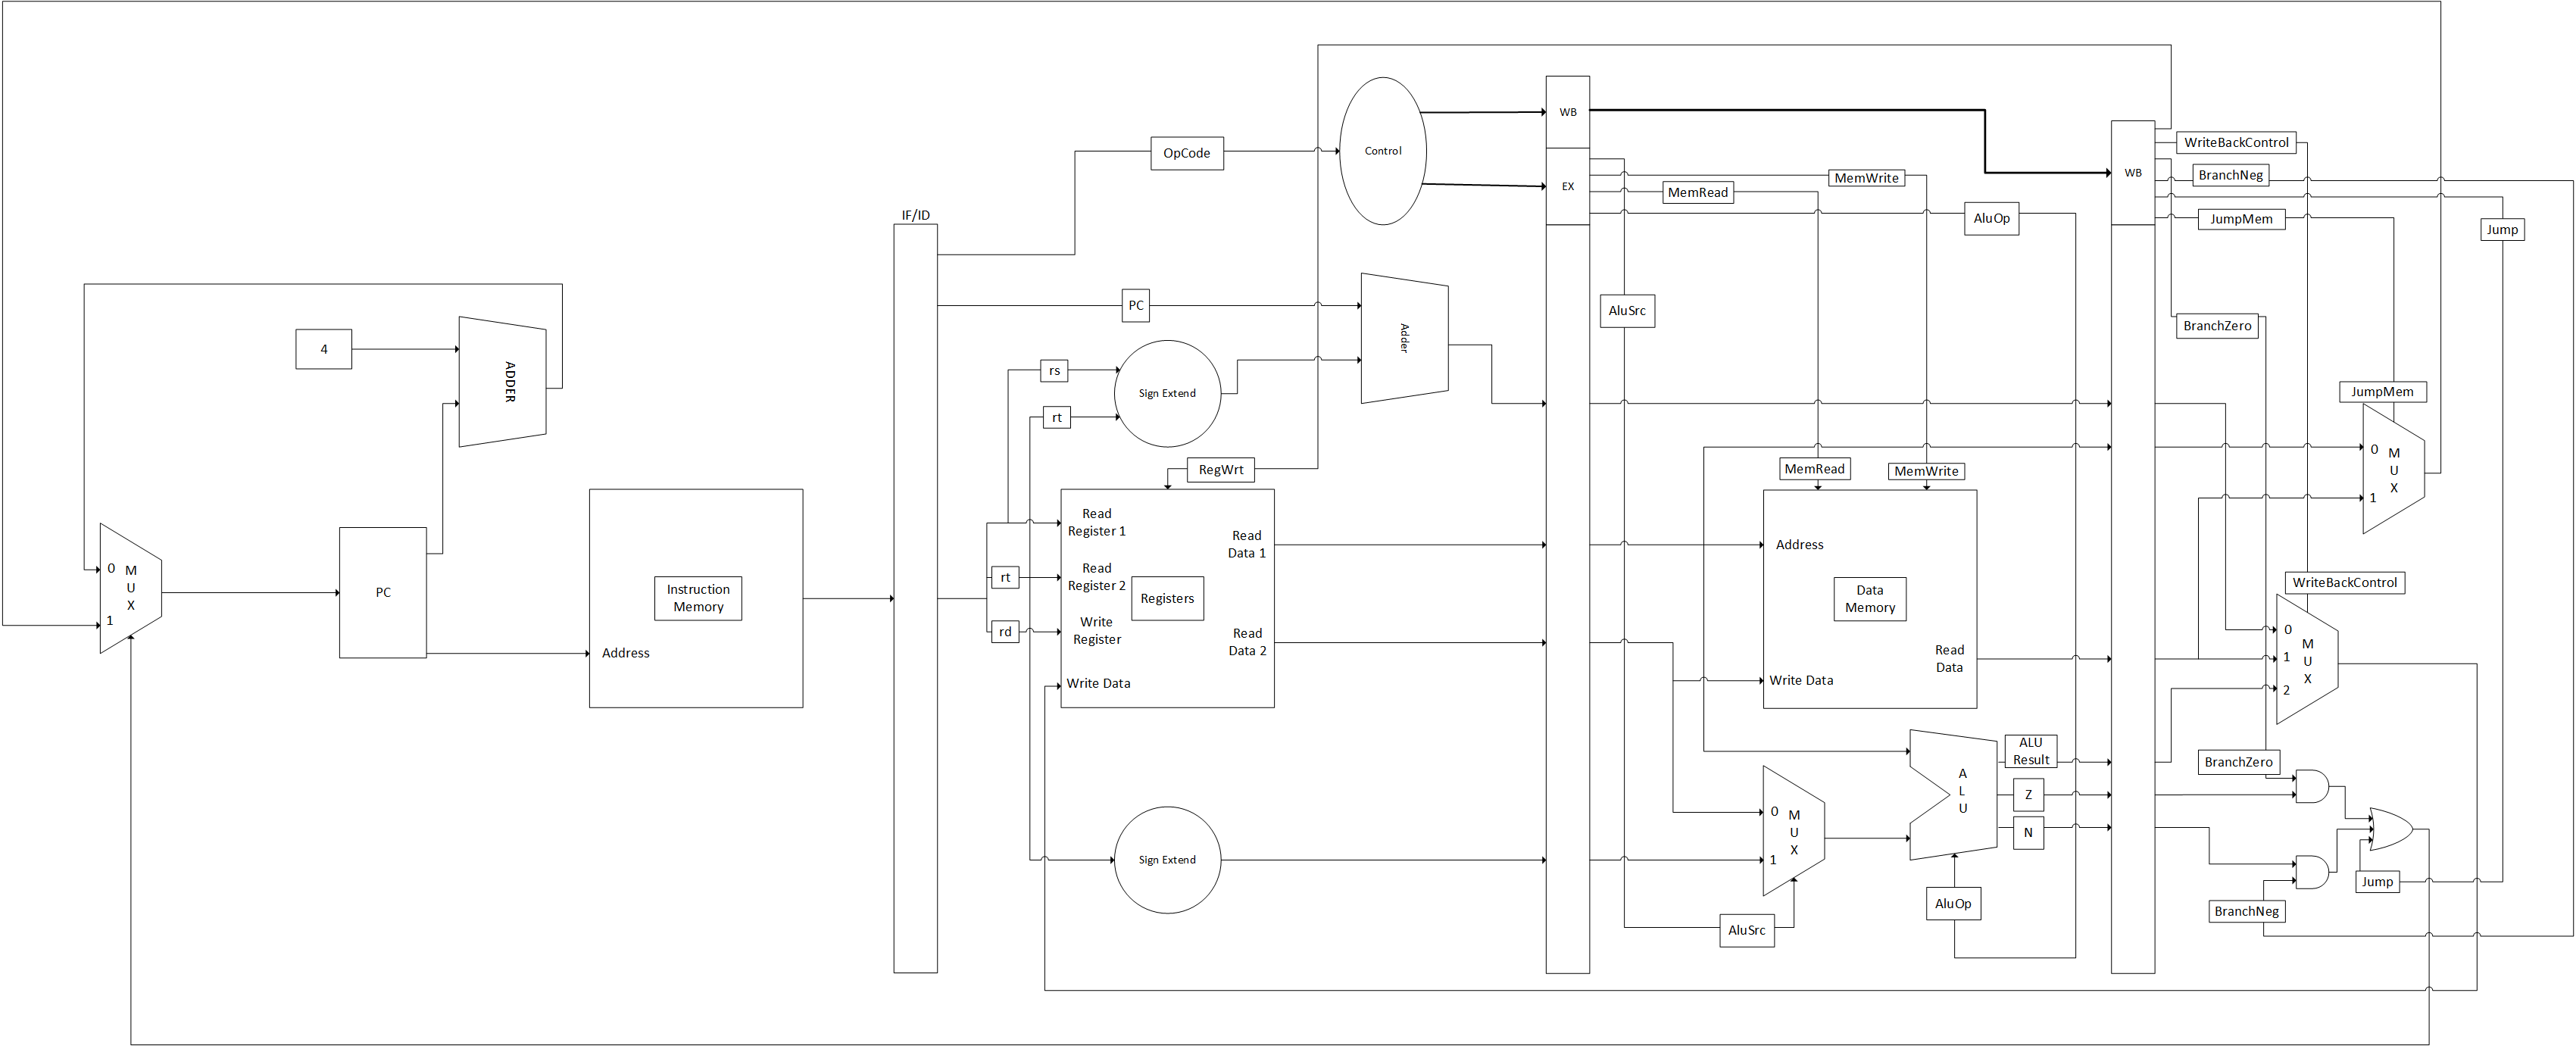 WB
Control
EX
OpCode
IF/ID
PC
Adder
rs
Sign Extend
rt
RegWrt
4
ADDER
0
M
U
X
1
PC
Instruction
Memory
Address
rt
rd
Read
Register 1
Read
Register 2
Write
Register
Write Data
Registers
Read
Data 1
Read
Data 2
Sign Extend
MemRead
MemWrite
AluOp
AluSrc
MemRead
MemWrite
Address
Data
Memory
Write Data
Read
Data
0
M
U
X
1
AluSrc
A
L
U
AluOp
ALU
Result
Z
N
WB
WriteBackControl
BranchNeg
JumpMem
Jump
BranchZero
JumpMem
0
M
U
X
1
WriteBackControl
0
1
2
M
U
X
BranchZero
Jump
BranchNeg